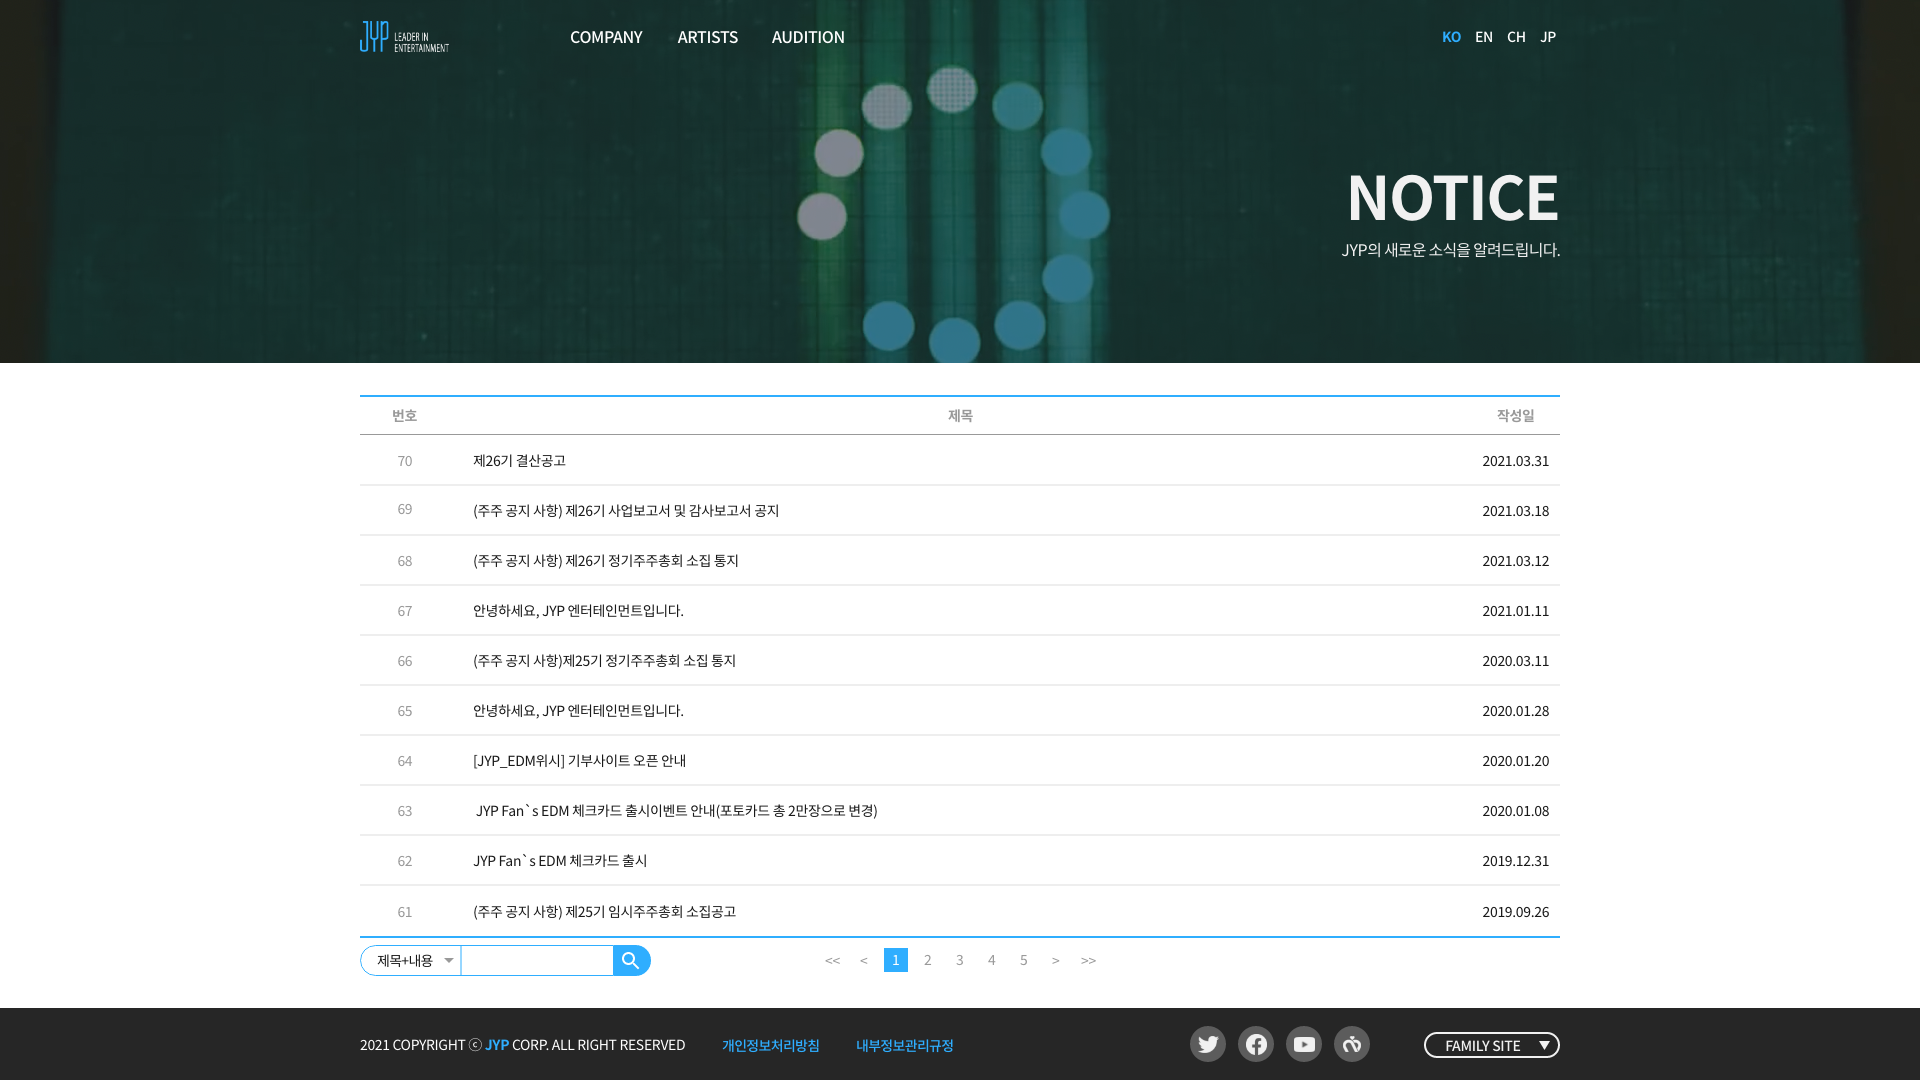 JYP LEADER IN ENTERTAINMENT
COMPANY ARTISTS AUDITION
KO EN CH JP
NOTICE
JYP의 새로운 소식을 알려드립니다.
번호 제목 작성일
70 제26기 결산공고 2021.03.31
69 (주주 공지 사항) 제26기 사업보고서 및 감사보고서 공지 2021.03.18
68 (주주 공지 사항) 제26기 정기주주총회 소집 통지 2021.03.12
67 안녕하세요, JYP 엔터테인먼트입니다. 2021.01.11
66 (주주 공지 사항)제25기 정기주주총회 소집 통지 2020.03.11
65 안녕하세요, JYP 엔터테인먼트입니다. 2020.01.28
64 [JYP_EDM위시] 기부사이트 오픈 안내 2020.01.20
63 JYP Fan`s EDM 체크카드 출시이벤트 안내(포토카드 총 2만장으로 변경) 2020.01.08
62 JYP Fan`s EDM 체크카드 출시 2019.12.31
61 (주주 공지 사항) 제25기 임시주주총회 소집공고 2019.09.26
제목+내용 << < 1 2 3 4 5 > >>
2021 COPYRIGHT ⓒ JYP CORP. ALL RIGHT RESERVED 개인정보처리방침 내부정보관리규정 FAMILY SITE